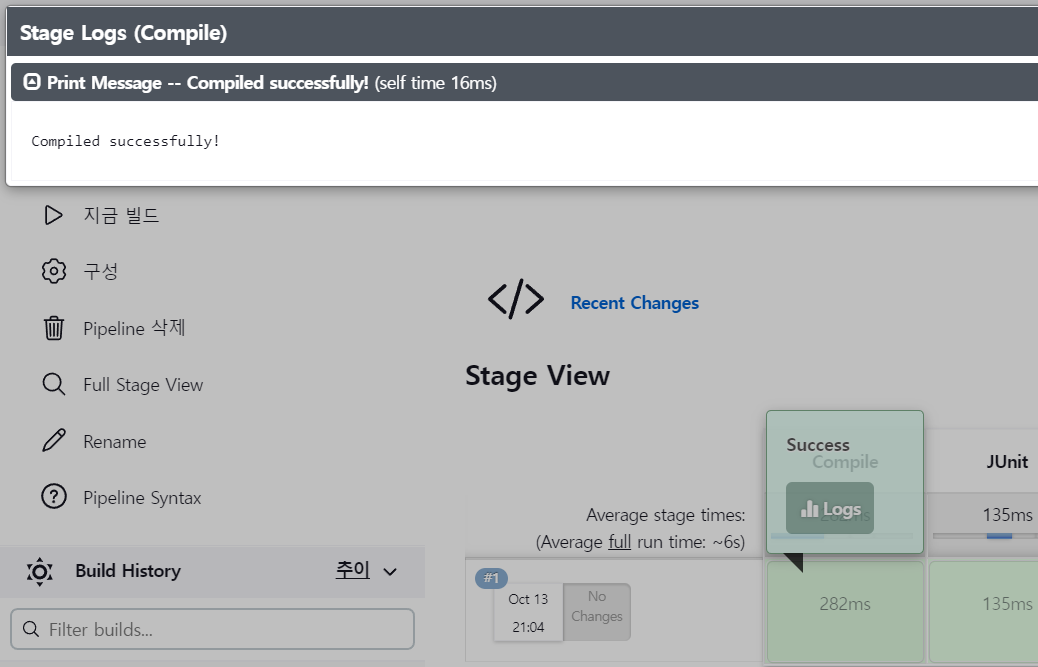 Stage Logs (Compile)
Print Message -- Compiled successfully! (self time 16ms)
Compiled successfully!
지금 빌드
구성
Pipeline 삭제
Full Stage View
Rename
Pipeline Syntax
Build History 추이
Filter builds...
Recent Changes
Stage View
Success
Compile
JUnit
Logs
Average stage times:
135ms
(Average full run time: ~6s)
#1
Oct 13
21:04
No
Changes
282ms
135ms